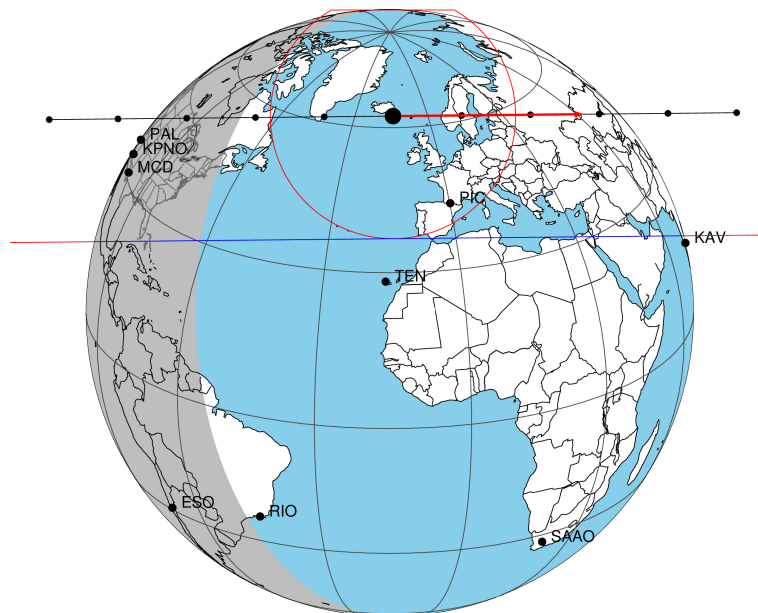 PAL
KPNO
MCD
PIC
KAV
TEN
ESO
RIO
SAAO